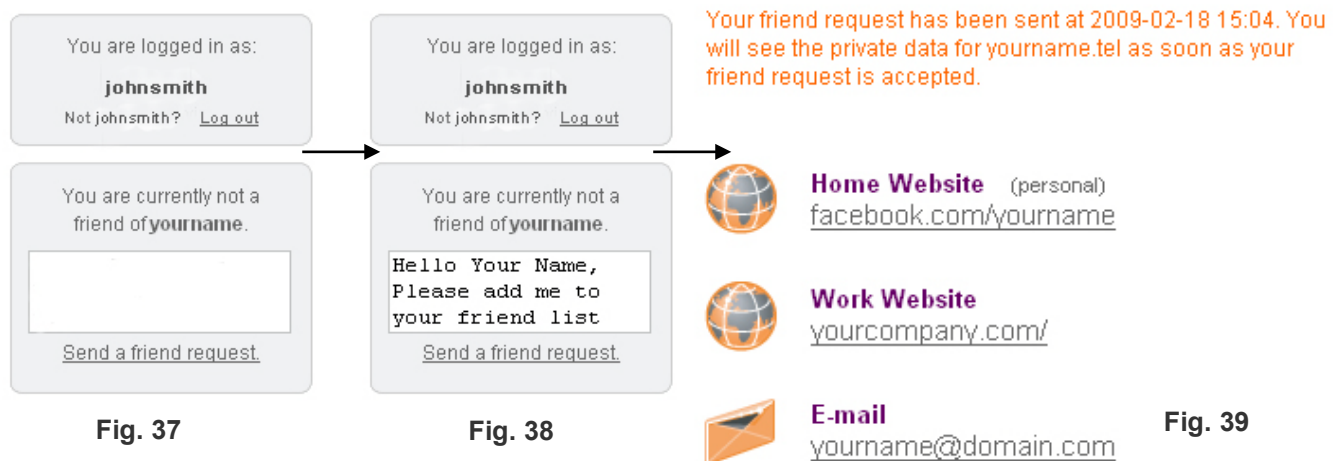 You are logged in as:
johnsmith
Not johnsmith? Log out
You are currently not a
friend of yourname.
Send a friend request.
Fig. 37
You are logged in as:
johnsmith
Not johnsmith? Log out
You are currently not a
friend of yourname.
Hello Your Name,
Please add me to
your friend list
Send a friend request.
Fig. 38
Your friend request has been sent at 2009-02-18 15:04. You
will see the private data for yourname.tel as soon as your
friend request is accepted.
Home Website (personal)
facebook.com/yourname
Work Website
yourcompany.com/
E-mail
yourname@domain.com
Fig. 39